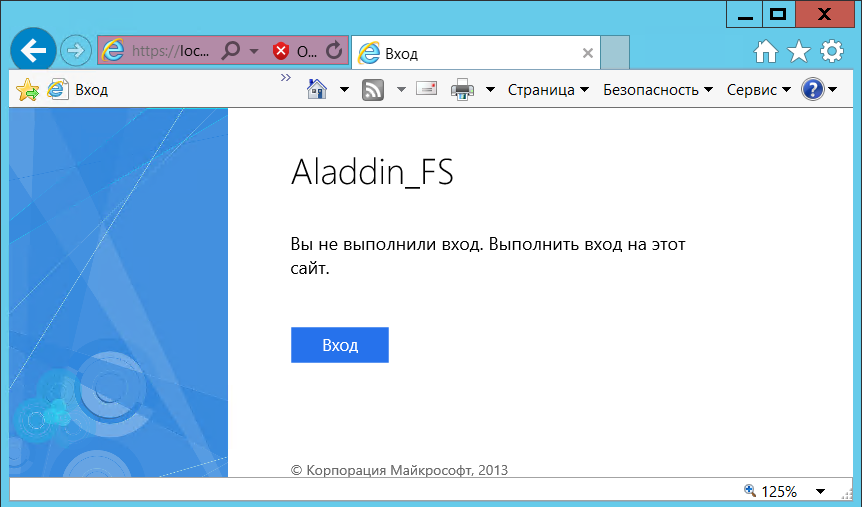 https://loc...
О...
Вход
Вход
Страница
Безопасность
Сервис
Aladdin_FS
Вы не выполнили вход. Выполнить вход на этот
сайт.
Вход
© Корпорация Майкрософт, 2013
125%